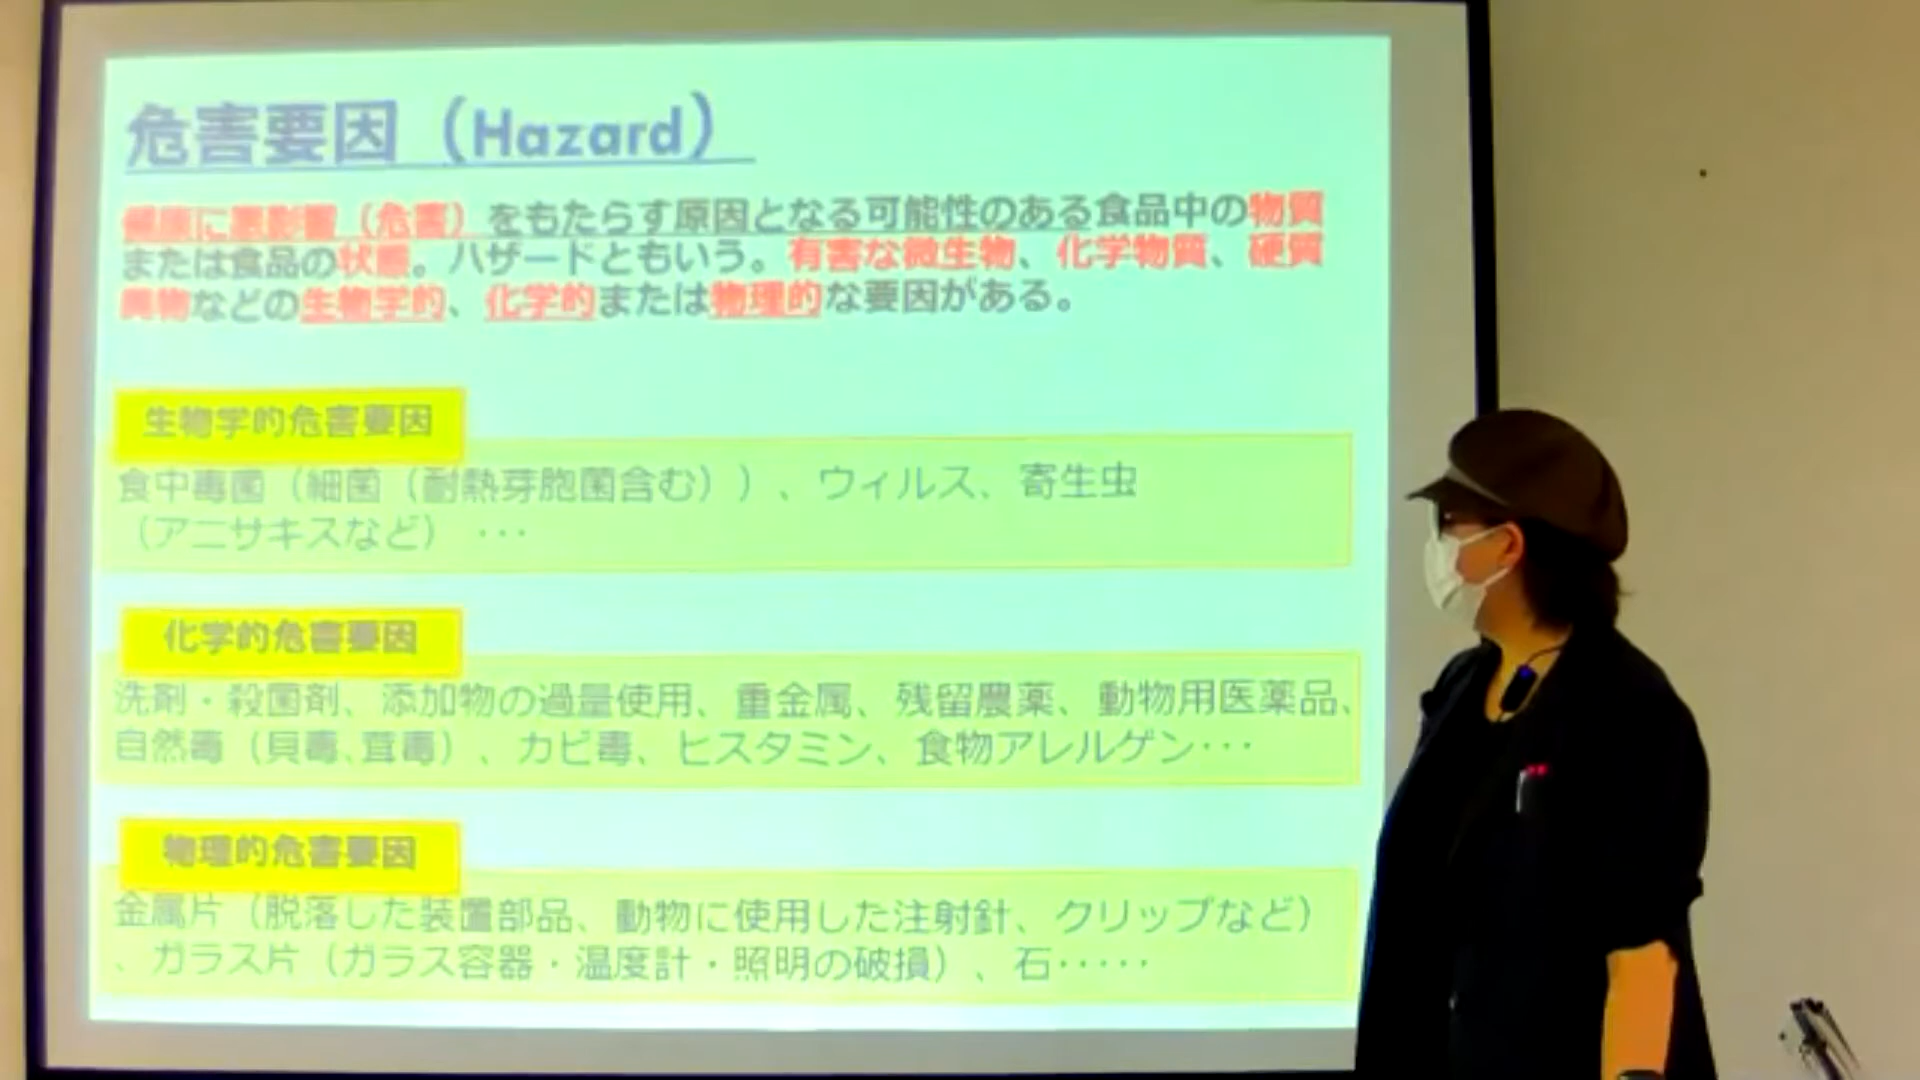 危害要因（Hazard）
健康に悪影響（危害）をもたらす原因となる可能性のある食品中の物質
または食品の状態。ハザードともいう。有害な微生物、化学物質、硬質
異物などの生物学的、化学的または物理的な要因がある。
生物学的危害要因
食中毒菌（細菌（耐熱芽胞菌含む））、ウィルス、寄生虫
（アニサキスなど）･･･
化学的危害要因
洗剤・殺菌剤、添加物の過量使用、重金属、残留農薬、動物用医薬品、
自然毒（貝毒、茸毒）、カビ毒、ヒスタミン、食物アレルゲン･･･
物理的危害要因
金属片（脱落した装置部品、動物に使用した注射針、クリップなど）
、ガラス片（ガラス容器・温度計・照明の破損）、石･････